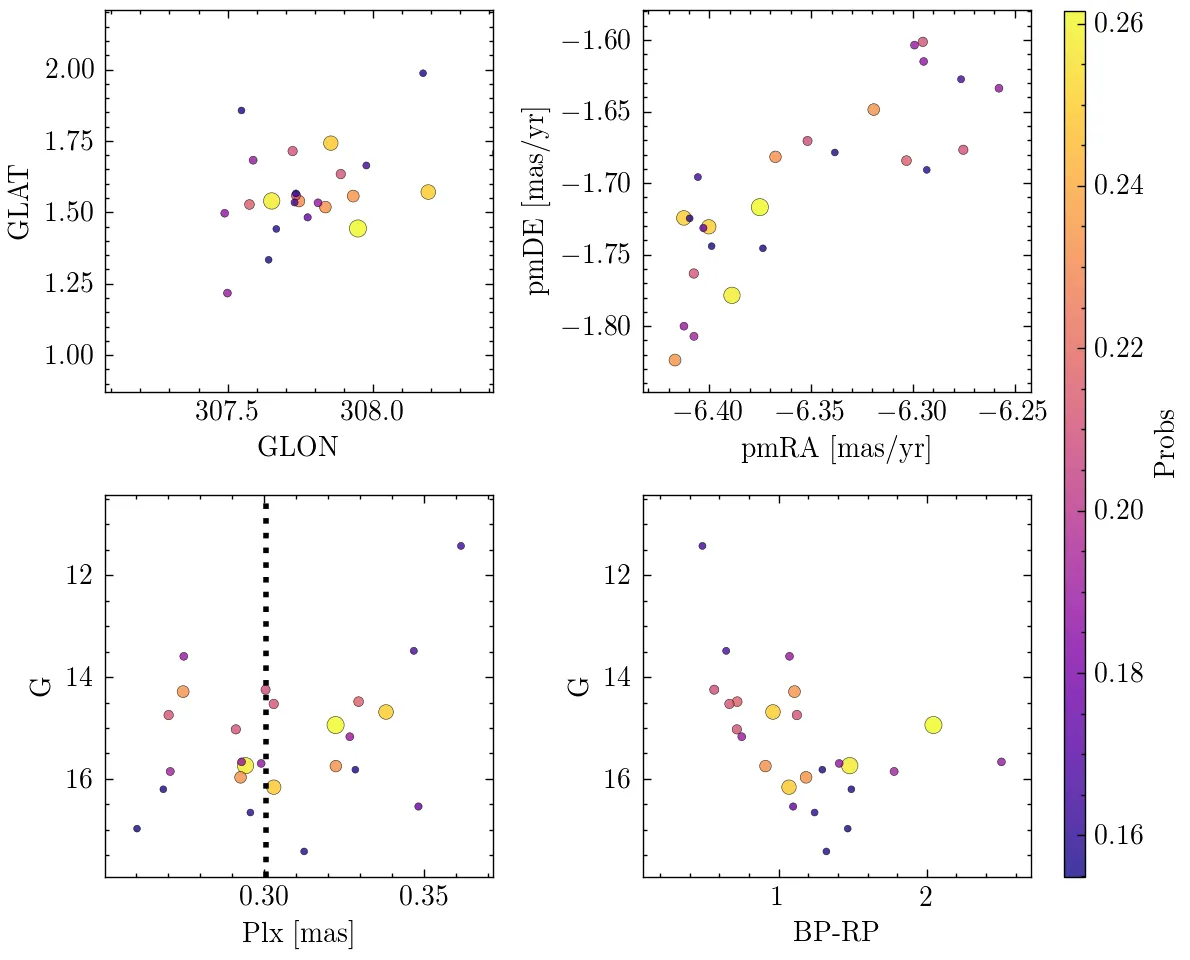 2.00
1.75
1.50
1.25
1.00
GLAT
307.5 308.0
GLON
−1.60
−1.65
−1.70
−1.75
−1.80
pmDE [mas/yr]
−6.40 −6.35 −6.30 −6.25
pmRA [mas/yr]
12
14
16
G
0.30 0.35
Plx [mas]
12
14
16
G
1 2
BP-RP
0.26
0.24
0.22
0.20
0.18
0.16
Probs